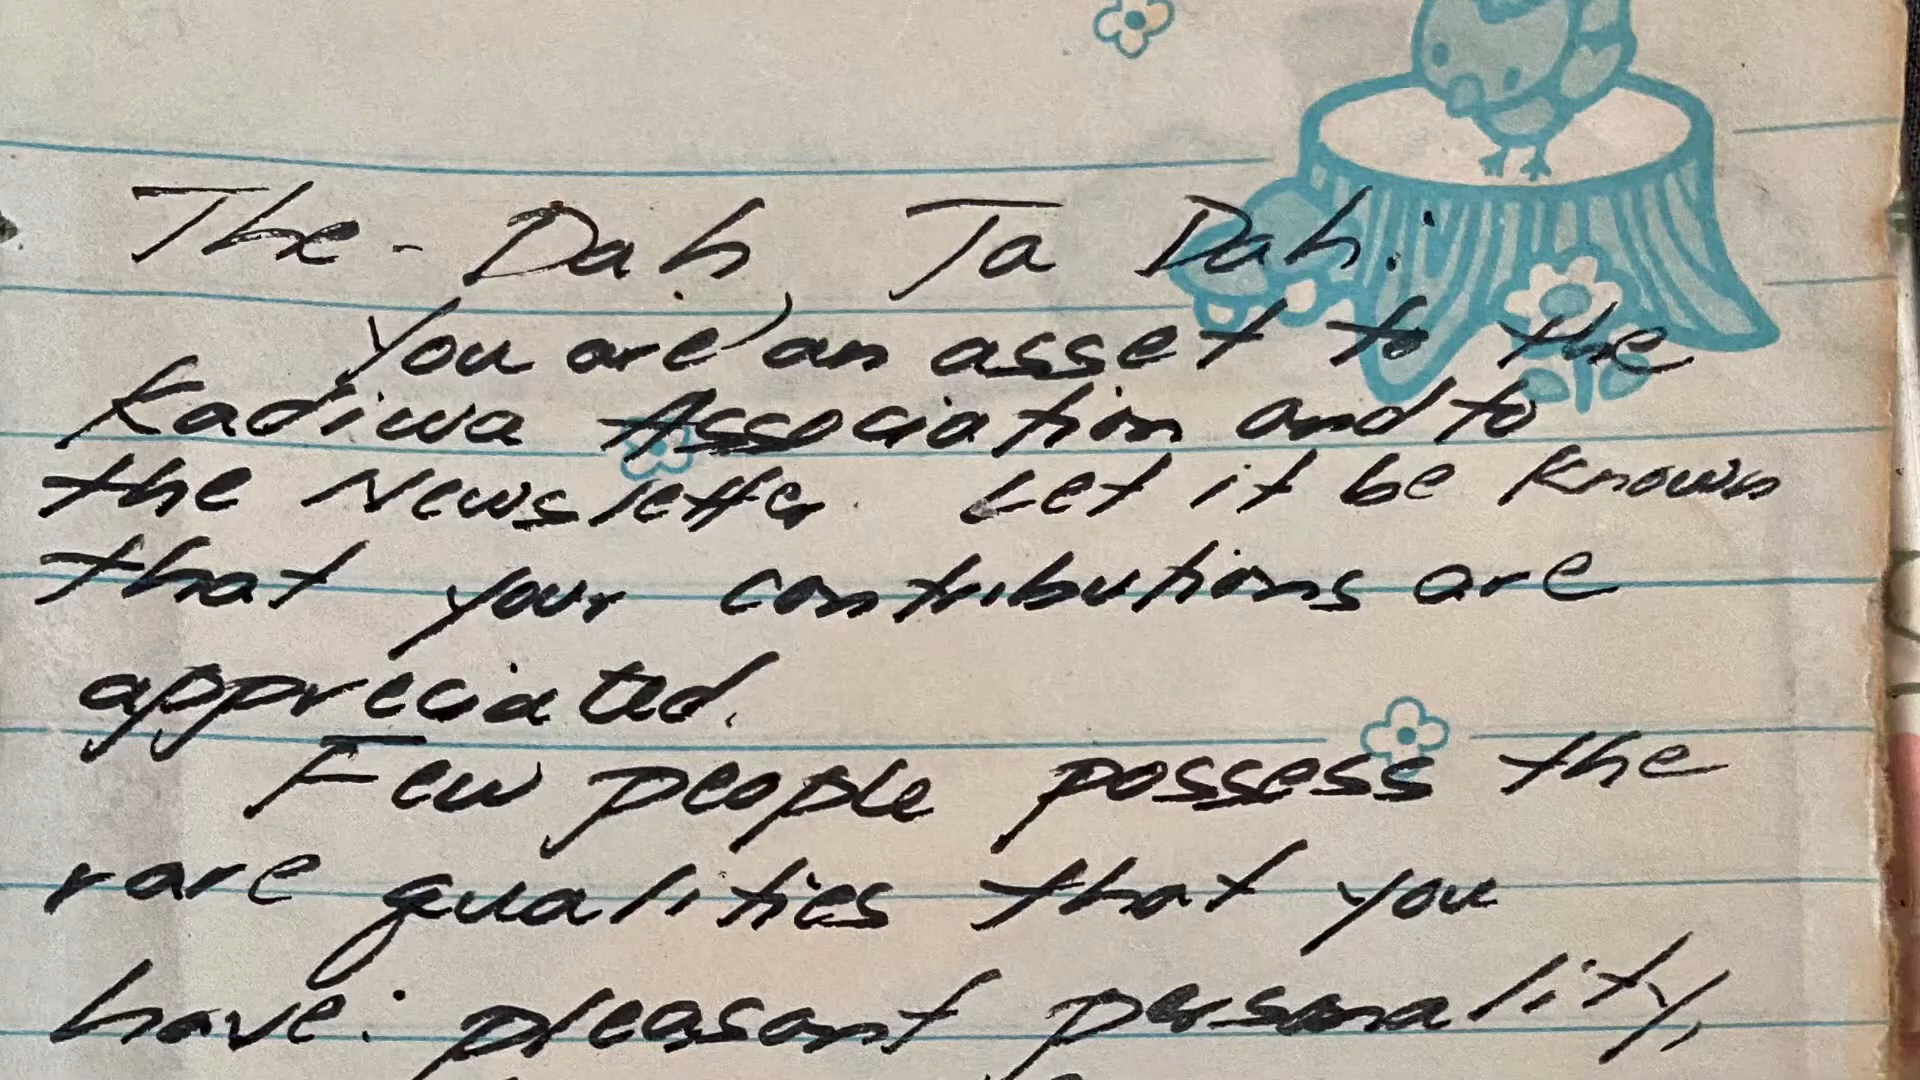 The - Dah, Ta Dah:
You are an asset to the
Kadiwa Association and to
the Newsletter. Let it be known
that your contributions are
appreciated.
Few people possess the
rare qualities that you
have: pleasant personality,